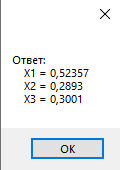 Ответ:
X1 = 0,52357
X2 = 0,2893
X3 = 0,3001
OK